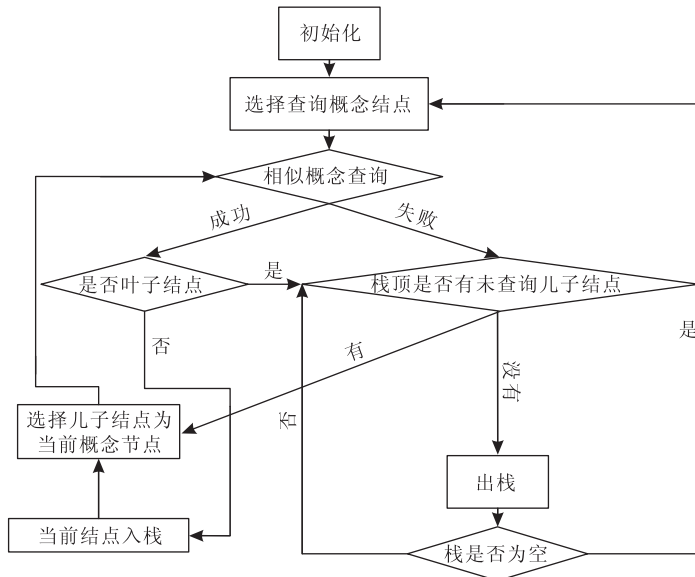 初始化
选择查询概念结点
相似概念查询
成功
失败
是否叶子结点
是
栈顶是否有未查询儿子结点
否
有
没有
是
否
选择儿子结点为
当前概念节点
出栈
当前结点入栈
栈是否为空